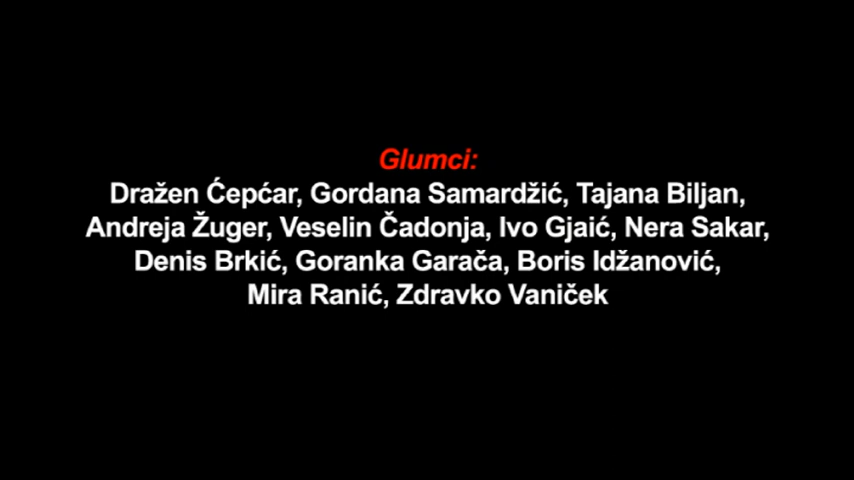 Glumci:
Dražen Ćepćar, Gordana Samardžić, Tajana Biljan,
Andreja Žuger, Veselin Čadonja, Ivo Gjaić, Nera Sakar,
Denis Brkić, Goranka Garača, Boris Idžanović,
Mira Ranić, Zdravko Vaniček